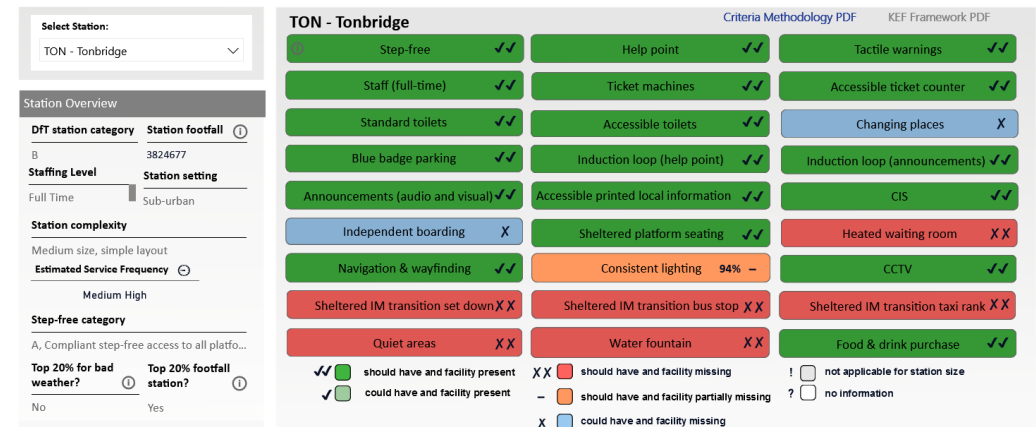 Select Station:
TON - Tonbridge
Station Overview
DfT station category Station footfall
B 3824677
Staffing Level Station setting
Full Time Sub-urban
Station complexity
Medium size, simple layout
Estimated Service Frequency
Medium High
Step-free category
A, Compliant step-free access to all platfo...
Top 20% for bad weather? Top 20% footfall station?
No Yes
TON - Tonbridge Criteria Methodology PDF KEF Framework PDF
Step-free ✓✓ Help point ✓✓ Tactile warnings ✓✓
Staff (full-time) ✓✓ Ticket machines ✓✓ Accessible ticket counter ✓✓
Standard toilets ✓✓ Accessible toilets ✓✓ Changing places X
Blue badge parking ✓✓ Induction loop (help point) ✓✓ Induction loop (announcements) ✓✓
Announcements (audio and visual) ✓✓ Accessible printed local information ✓✓ CIS ✓✓
Independent boarding X Sheltered platform seating ✓✓ Heated waiting room XX
Navigation & wayfinding ✓✓ Consistent lighting 94% – CCTV ✓✓
Sheltered IM transition set down XX Sheltered IM transition bus stop XX Sheltered IM transition taxi rank XX
Quiet areas XX Water fountain XX Food & drink purchase ✓✓
✓✓ should have and facility present XX should have and facility missing ! not applicable for station size
✓ could have and facility present – should have and facility partially missing ? no information
X could have and facility missing